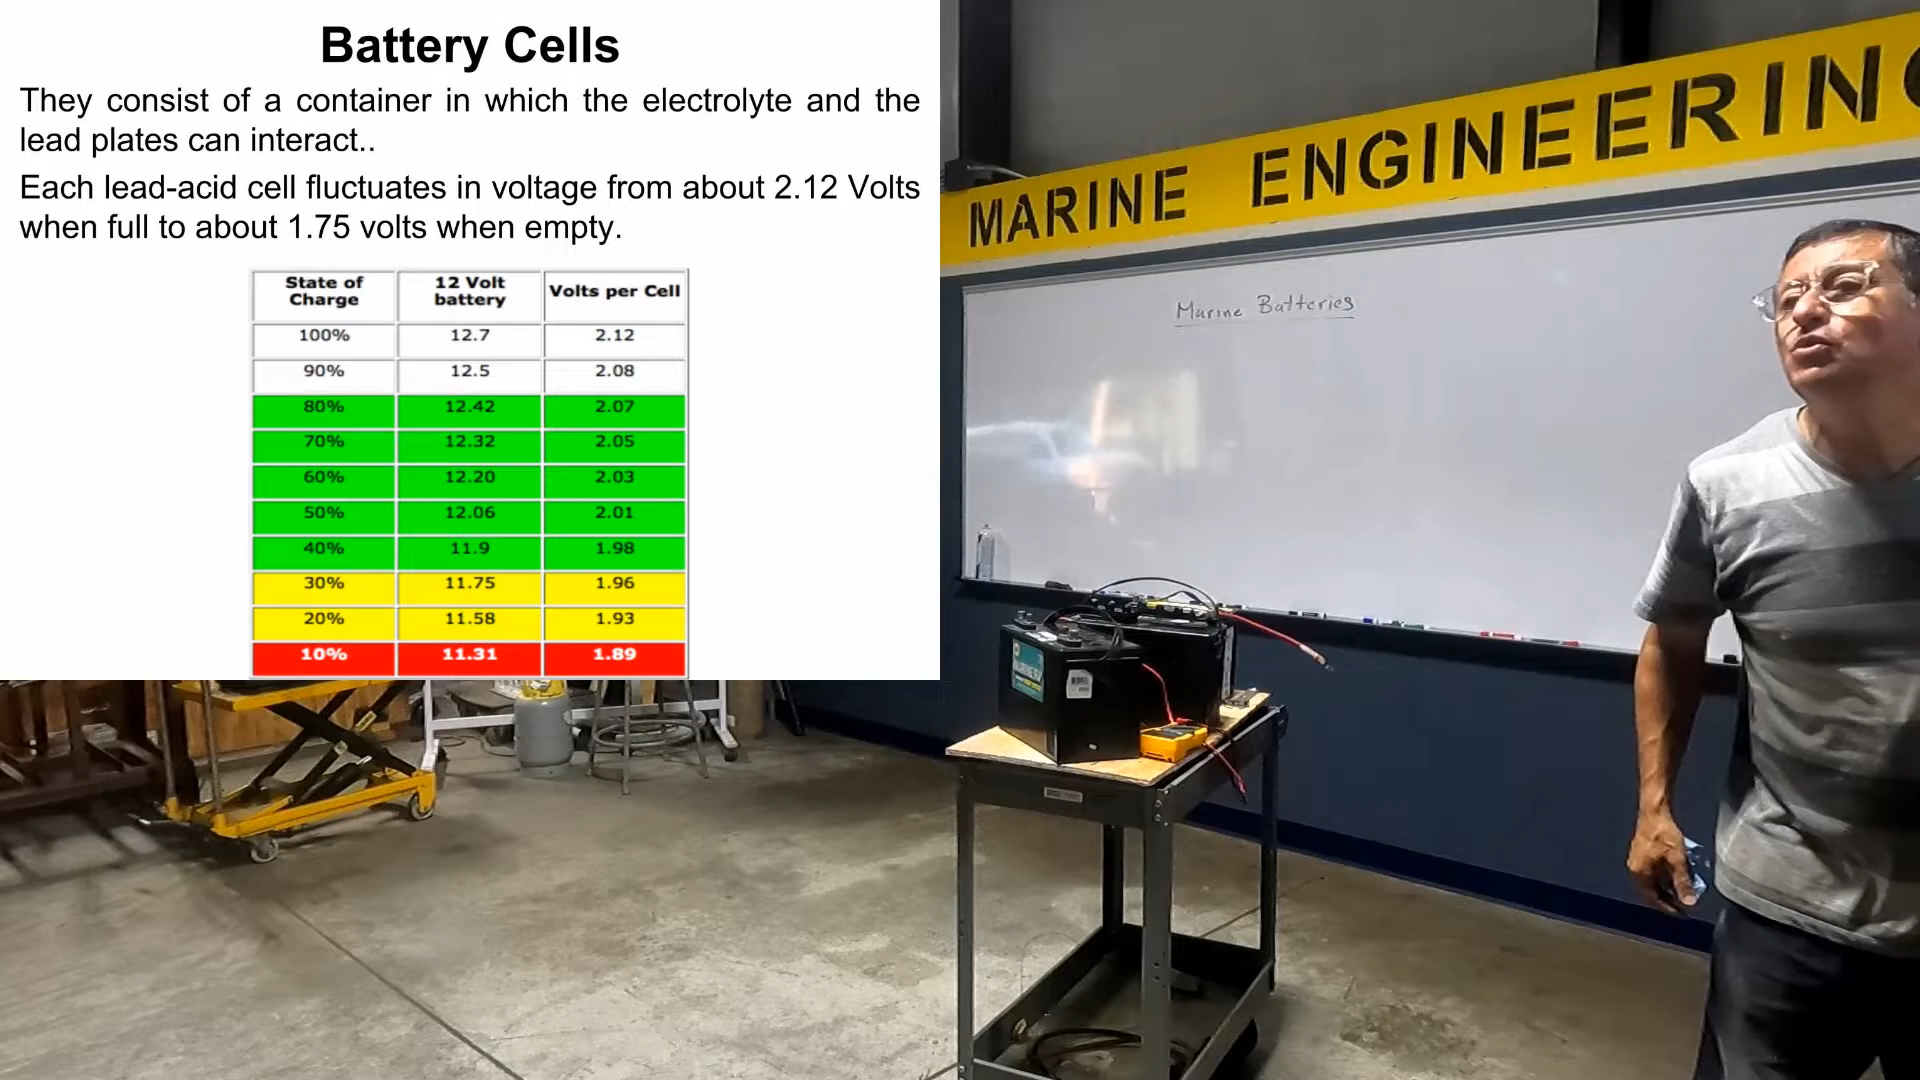 Battery Cells
They consist of a container in which the electrolyte and the
lead plates can interact..
Each lead-acid cell fluctuates in voltage from about 2.12 Volts
when full to about 1.75 volts when empty.
State of Charge 12 Volt battery Volts per Cell
100% 12.7 2.12
90% 12.5 2.08
80% 12.42 2.07
70% 12.32 2.05
60% 12.20 2.03
50% 12.06 2.01
40% 11.9 1.98
30% 11.75 1.96
20% 11.58 1.93
10% 11.31 1.89
MARINE ENGINEERING
Marine Batteries